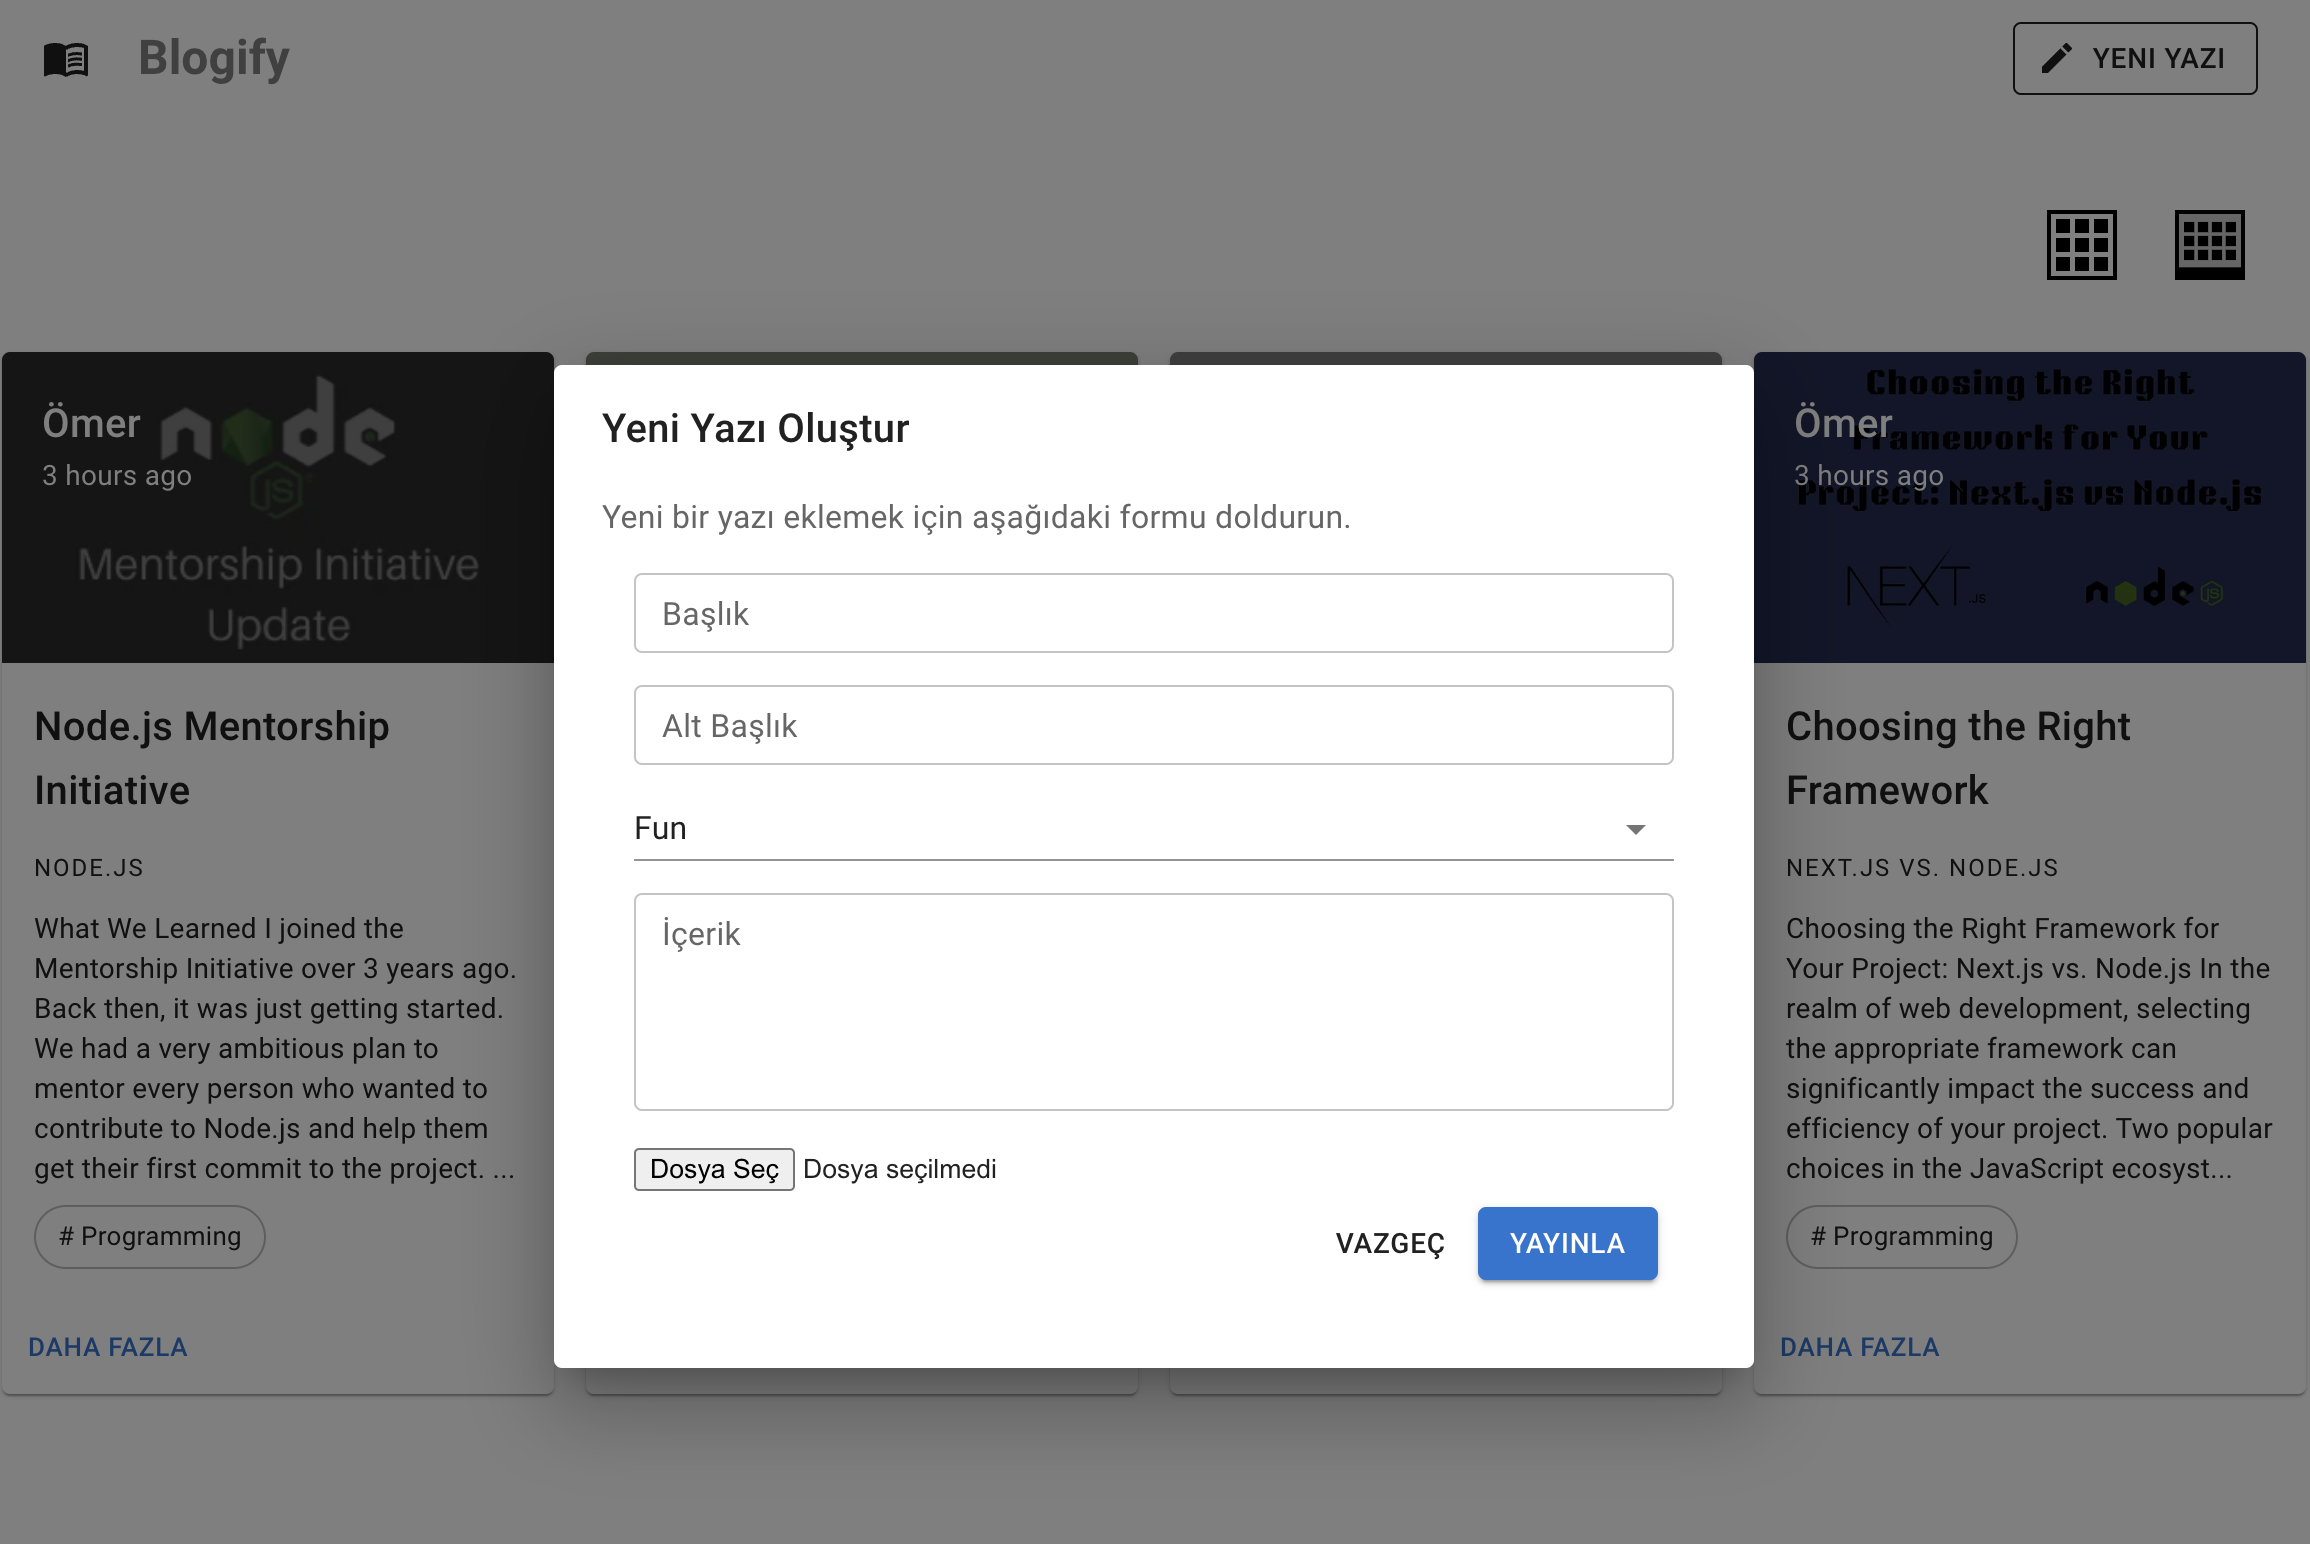 Blogify
YENI YAZI
Ömer
3 hours ago
node
JS
Mentorship Initiative
Update
Node.js Mentorship
Initiative
NODE.JS
What We Learned I joined the
Mentorship Initiative over 3 years ago.
Back then, it was just getting started.
We had a very ambitious plan to
mentor every person who wanted to
contribute to Node.js and help them
get their first commit to the project. ...
# Programming
DAHA FAZLA
Yeni Yazı Oluştur
Yeni bir yazı eklemek için aşağıdaki formu doldurun.
Başlık
Alt Başlık
Fun
İçerik
Dosya Seç Dosya seçilmedi
VAZGEÇ
YAYINLA
Choosing the Right
Framework for Your
Project: Next.js vs Node.js
Ömer
3 hours ago
NEXT.JS
node JS
Choosing the Right
Framework
NEXT.JS VS. NODE.JS
Choosing the Right Framework for
Your Project: Next.js vs. Node.js In the
realm of web development, selecting
the appropriate framework can
significantly impact the success and
efficiency of your project. Two popular
choices in the JavaScript ecosyst...
# Programming
DAHA FAZLA